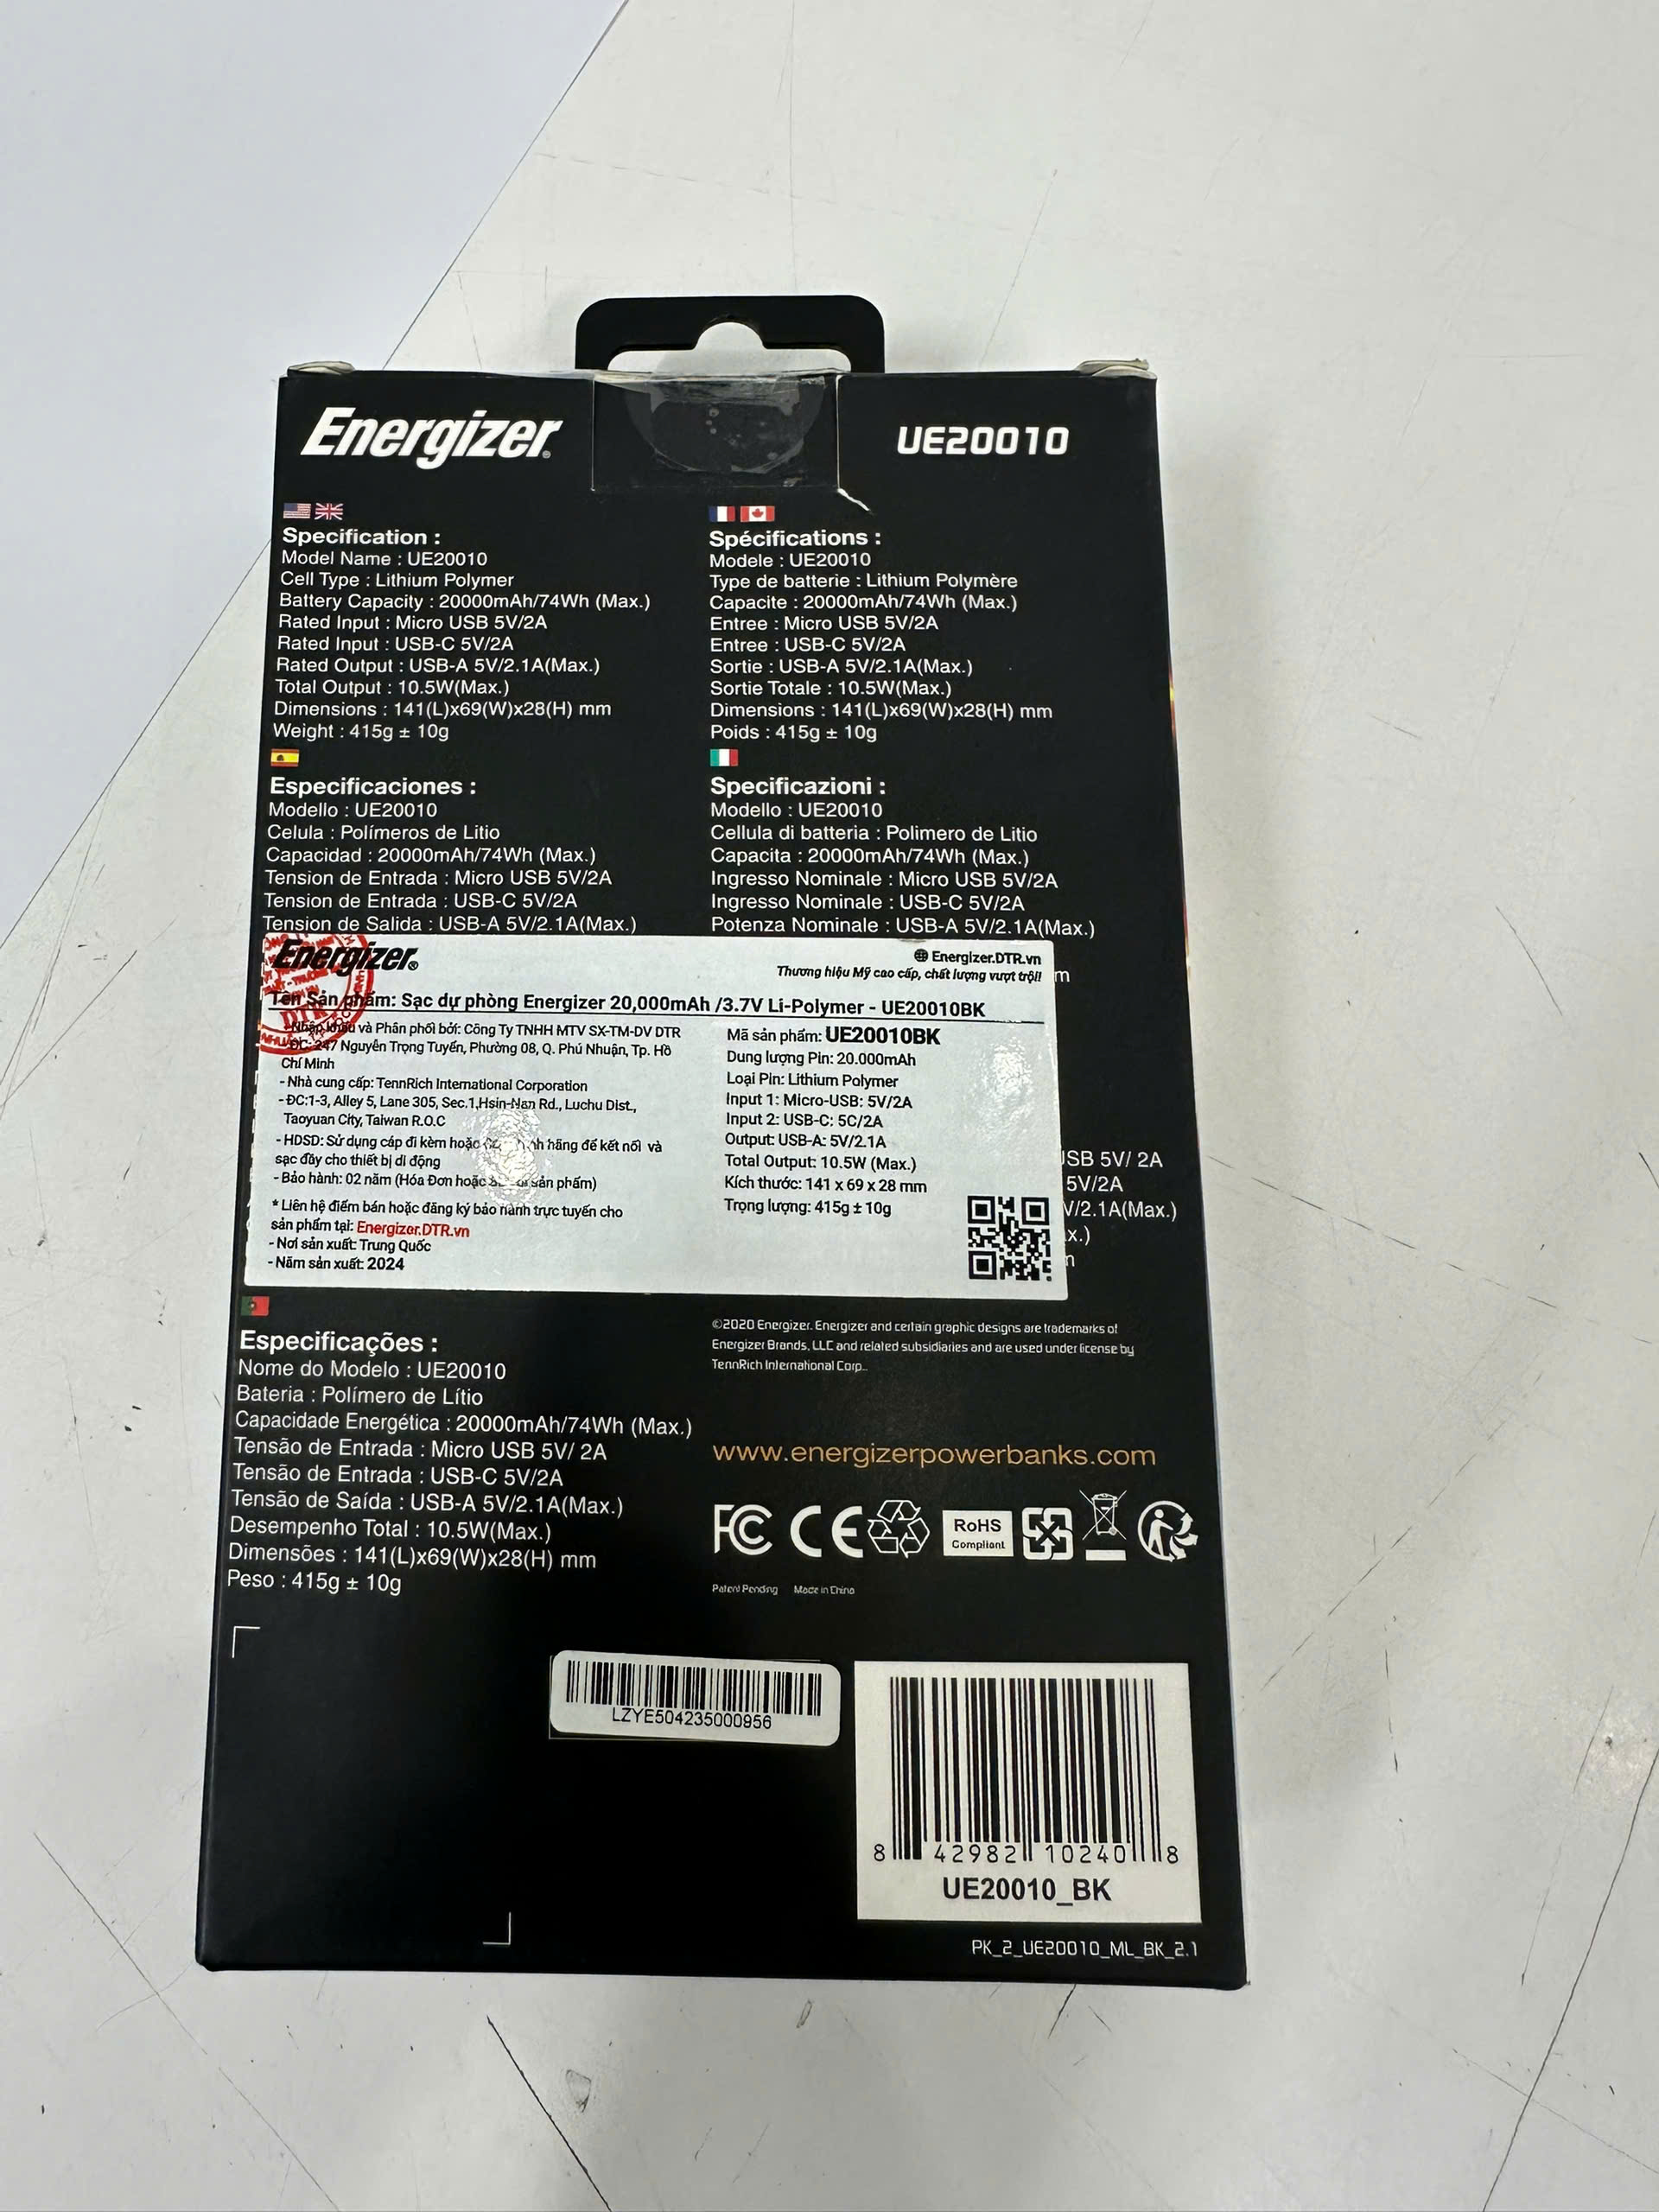 Energizer
UE20010
Specification :
Model Name : UE20010
Cell Type : Lithium Polymer
Battery Capacity : 20000mAh/74Wh (Max.)
Rated Input : Micro USB 5V/2A
Rated Input : USB-C 5V/2A
Rated Output : USB-A 5V/2.1A(Max.)
Total Output : 10.5W(Max.)
Dimensions : 141(L)x69(W)x28(H) mm
Weight : 415g ± 10g
Spécifications :
Modele : UE20010
Type de batterie : Lithium Polymère
Capacite : 20000mAh/74Wh (Max.)
Entree : Micro USB 5V/2A
Entree : USB-C 5V/2A
Sortie : USB-A 5V/2.1A(Max.)
Sortie Totale : 10.5W(Max.)
Dimensions : 141(L)x69(W)x28(H) mm
Poids : 415g ± 10g
Especificaciones :
Modello : UE20010
Celula : Polímeros de Litio
Capacidad : 20000mAh/74Wh (Max.)
Tension de Entrada : Micro USB 5V/2A
Tension de Entrada : USB-C 5V/2A
Tension de Salida : USB-A 5V/2.1A(Max.)
Specificazioni :
Modello : UE20010
Cellula di batteria : Polimero de Litio
Capacita : 20000mAh/74Wh (Max.)
Ingresso Nominale : Micro USB 5V/2A
Ingresso Nominale : USB-C 5V/2A
Potenza Nominale : USB-A 5V/2.1A(Max.)
Energizer
Energizer.DTR.vn
Thương hiệu Mỹ cao cấp, chất lượng vượt trội!
Tên Sản phẩm: Sạc dự phòng Energizer 20,000mAh /3.7V Li-Polymer - UE20010BK
- Nhập khẩu và Phân phối bởi: Công Ty TNHH MTV SX-TM-DV DTR
- ĐC: 247 Nguyễn Trọng Tuyển, Phường 08, Q. Phú Nhuận, Tp. Hồ
Chí Minh
- Nhà cung cấp: TennRich International Corporation
- ĐC:1-3, Alley 5, Lane 305, Sec.1,Hsin-Nan Rd., Luchu Dist.,
Taoyuan City, Taiwan R.O.C
- HDSD: Sử dụng cáp đi kèm hoặc hãng để kết nối và
sạc đầy cho thiết bị di động
- Bảo hành: 02 năm (Hóa Đơn hoặc sản phẩm)
* Liên hệ điểm bán hoặc đăng ký bảo hành trực tuyến cho
sản phẩm tại: Energizer.DTR.vn
- Nơi sản xuất: Trung Quốc
- Năm sản xuất: 2024
Mã sản phẩm: UE20010BK
Dung lượng Pin: 20.000mAh
Loại Pin: Lithium Polymer
Input 1: Micro-USB: 5V/2A
Input 2: USB-C: 5C/2A
Output: USB-A: 5V/2.1A
Total Output: 10.5W (Max.)
Kích thước: 141 x 69 x 28 mm
Trọng lượng: 415g ± 10g
SB 5V/ 2A
5V/2A
V/2.1A(Max.)
x.)
Especificações :
Nome do Modelo : UE20010
Bateria : Polímero de Lítio
Capacidade Energética : 20000mAh/74Wh (Max.)
Tensão de Entrada : Micro USB 5V/ 2A
Tensão de Entrada : USB-C 5V/2A
Tensão de Saída : USB-A 5V/2.1A(Max.)
Desempenho Total : 10.5W(Max.)
Dimensões : 141(L)x69(W)x28(H) mm
Peso : 415g ± 10g
©2020 Energizer. Energizer and certain graphic designs are trademarks of
Energizer Brands, LLC and related subsidiaries and are used under license by
TennRich International Corp..
www.energizerpowerbanks.com
FC CE RoHS
Compliant
Patent Pending Made in China
LZYE504235000956
8 42982 10240 8
UE20010_BK
PK_2_UE20010_ML_BK_2.1